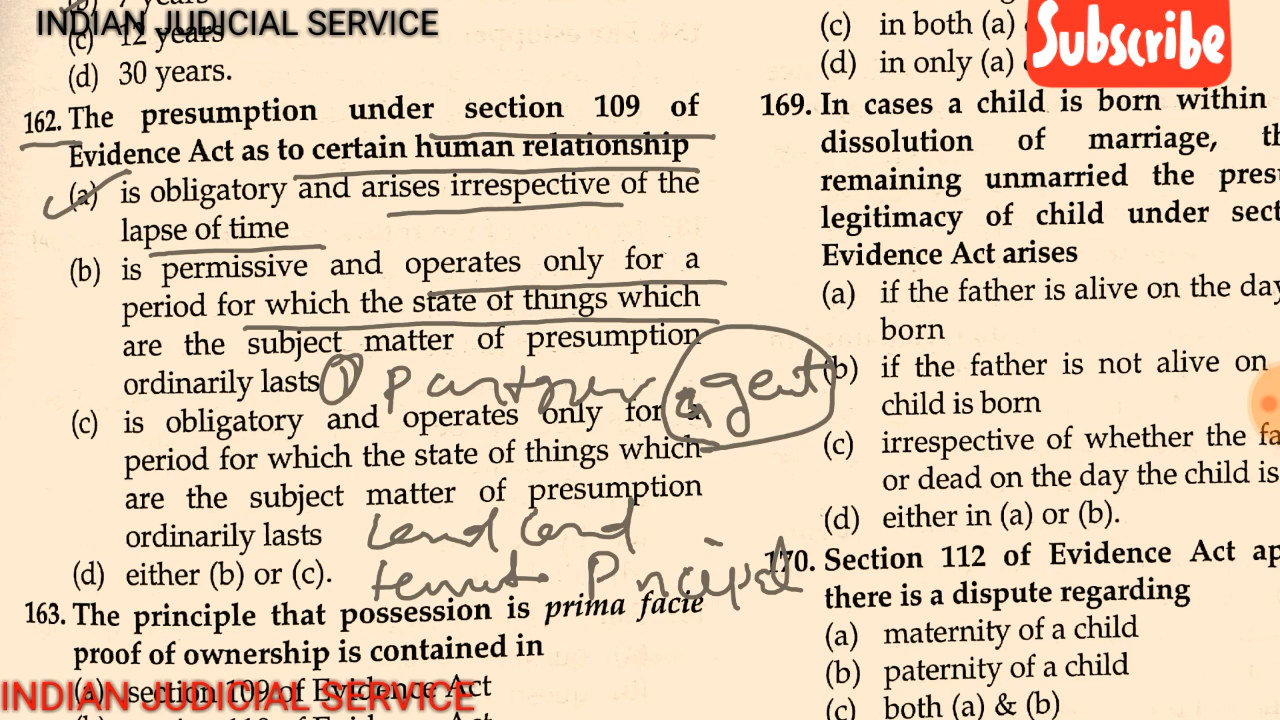 INDIAN JUDICIAL SERVICE
(b) 7 years
(c) 12 years
(d) 30 years.
162. The presumption under section 109 of
Evidence Act as to certain human relationship
(a) is obligatory and arises irrespective of the
lapse of time
(b) is permissive and operates only for a
period for which the state of things which
are the subject matter of presumption
ordinarily lasts
① Partner agent
(c) is obligatory and operates only for a
period for which the state of things which
are the subject matter of presumption
ordinarily lasts
(d) either (b) or (c).
163. The principle that possession is prima facie
proof of ownership is contained in
(a) section 109 of Evidence Act
INDIAN JUDICIAL SERVICE
(c) in both (a)
(d) in only (a)
Subscribe
169. In cases a child is born within
dissolution of marriage,
remaining unmarried the
legitimacy of child under
Evidence Act arises
(a) if the father is alive on the day
born
(b) if the father is not alive on
child is born
(c) irrespective of whether the
or dead on the day the child is
(d) either in (a) or (b).
170. Section 112 of Evidence Act
there is a dispute regarding
(a) maternity of a child
(b) paternity of a child
(c) both (a) & (b)